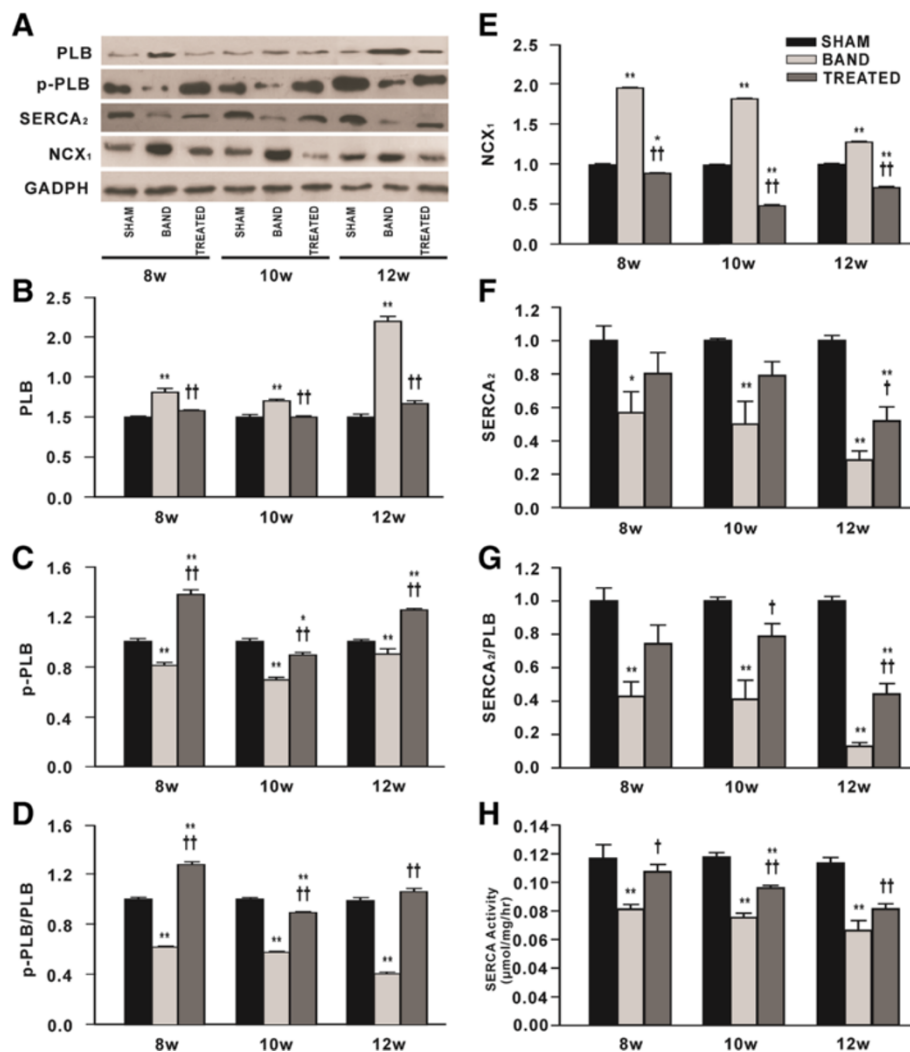 A
PLB
p-PLB
SERCA₂
NCX₁
GADPH
SHAM BAND TREATED SHAM BAND TREATED SHAM BAND TREATED
8w 10w 12w
B
PLB
2.5
2.0
1.0
1.5
0.5
0.0
** †† ** †† ** ††
8w 10w 12w
C
p-PLB
1.6
1.2
0.8
0.4
0.0
** ** †† ** * †† ** ** ††
8w 10w 12w
D
p-PLB/PLB
1.6
1.2
0.8
0.4
0.0
** ** †† ** ** †† ** ††
8w 10w 12w
E
SHAM
BAND
TREATED
NCX₁
2.5
2.0
1.5
1.0
0.5
0.0
** * †† ** ** †† ** ** ††
8w 10w 12w
F
SERCA₂
1.2
1.0
0.8
0.6
0.4
0.2
0.0
* ** ** ** †
8w 10w 12w
G
SERCA₂/PLB
1.2
1.0
0.8
0.6
0.4
0.2
0.0
** ** † ** ** ††
8w 10w 12w
H
SERCA Activity
(µmol/mg/hr)
0.14
0.12
0.10
0.08
0.06
0.04
0.00
** † ** ** †† ** ††
8w 10w 12w